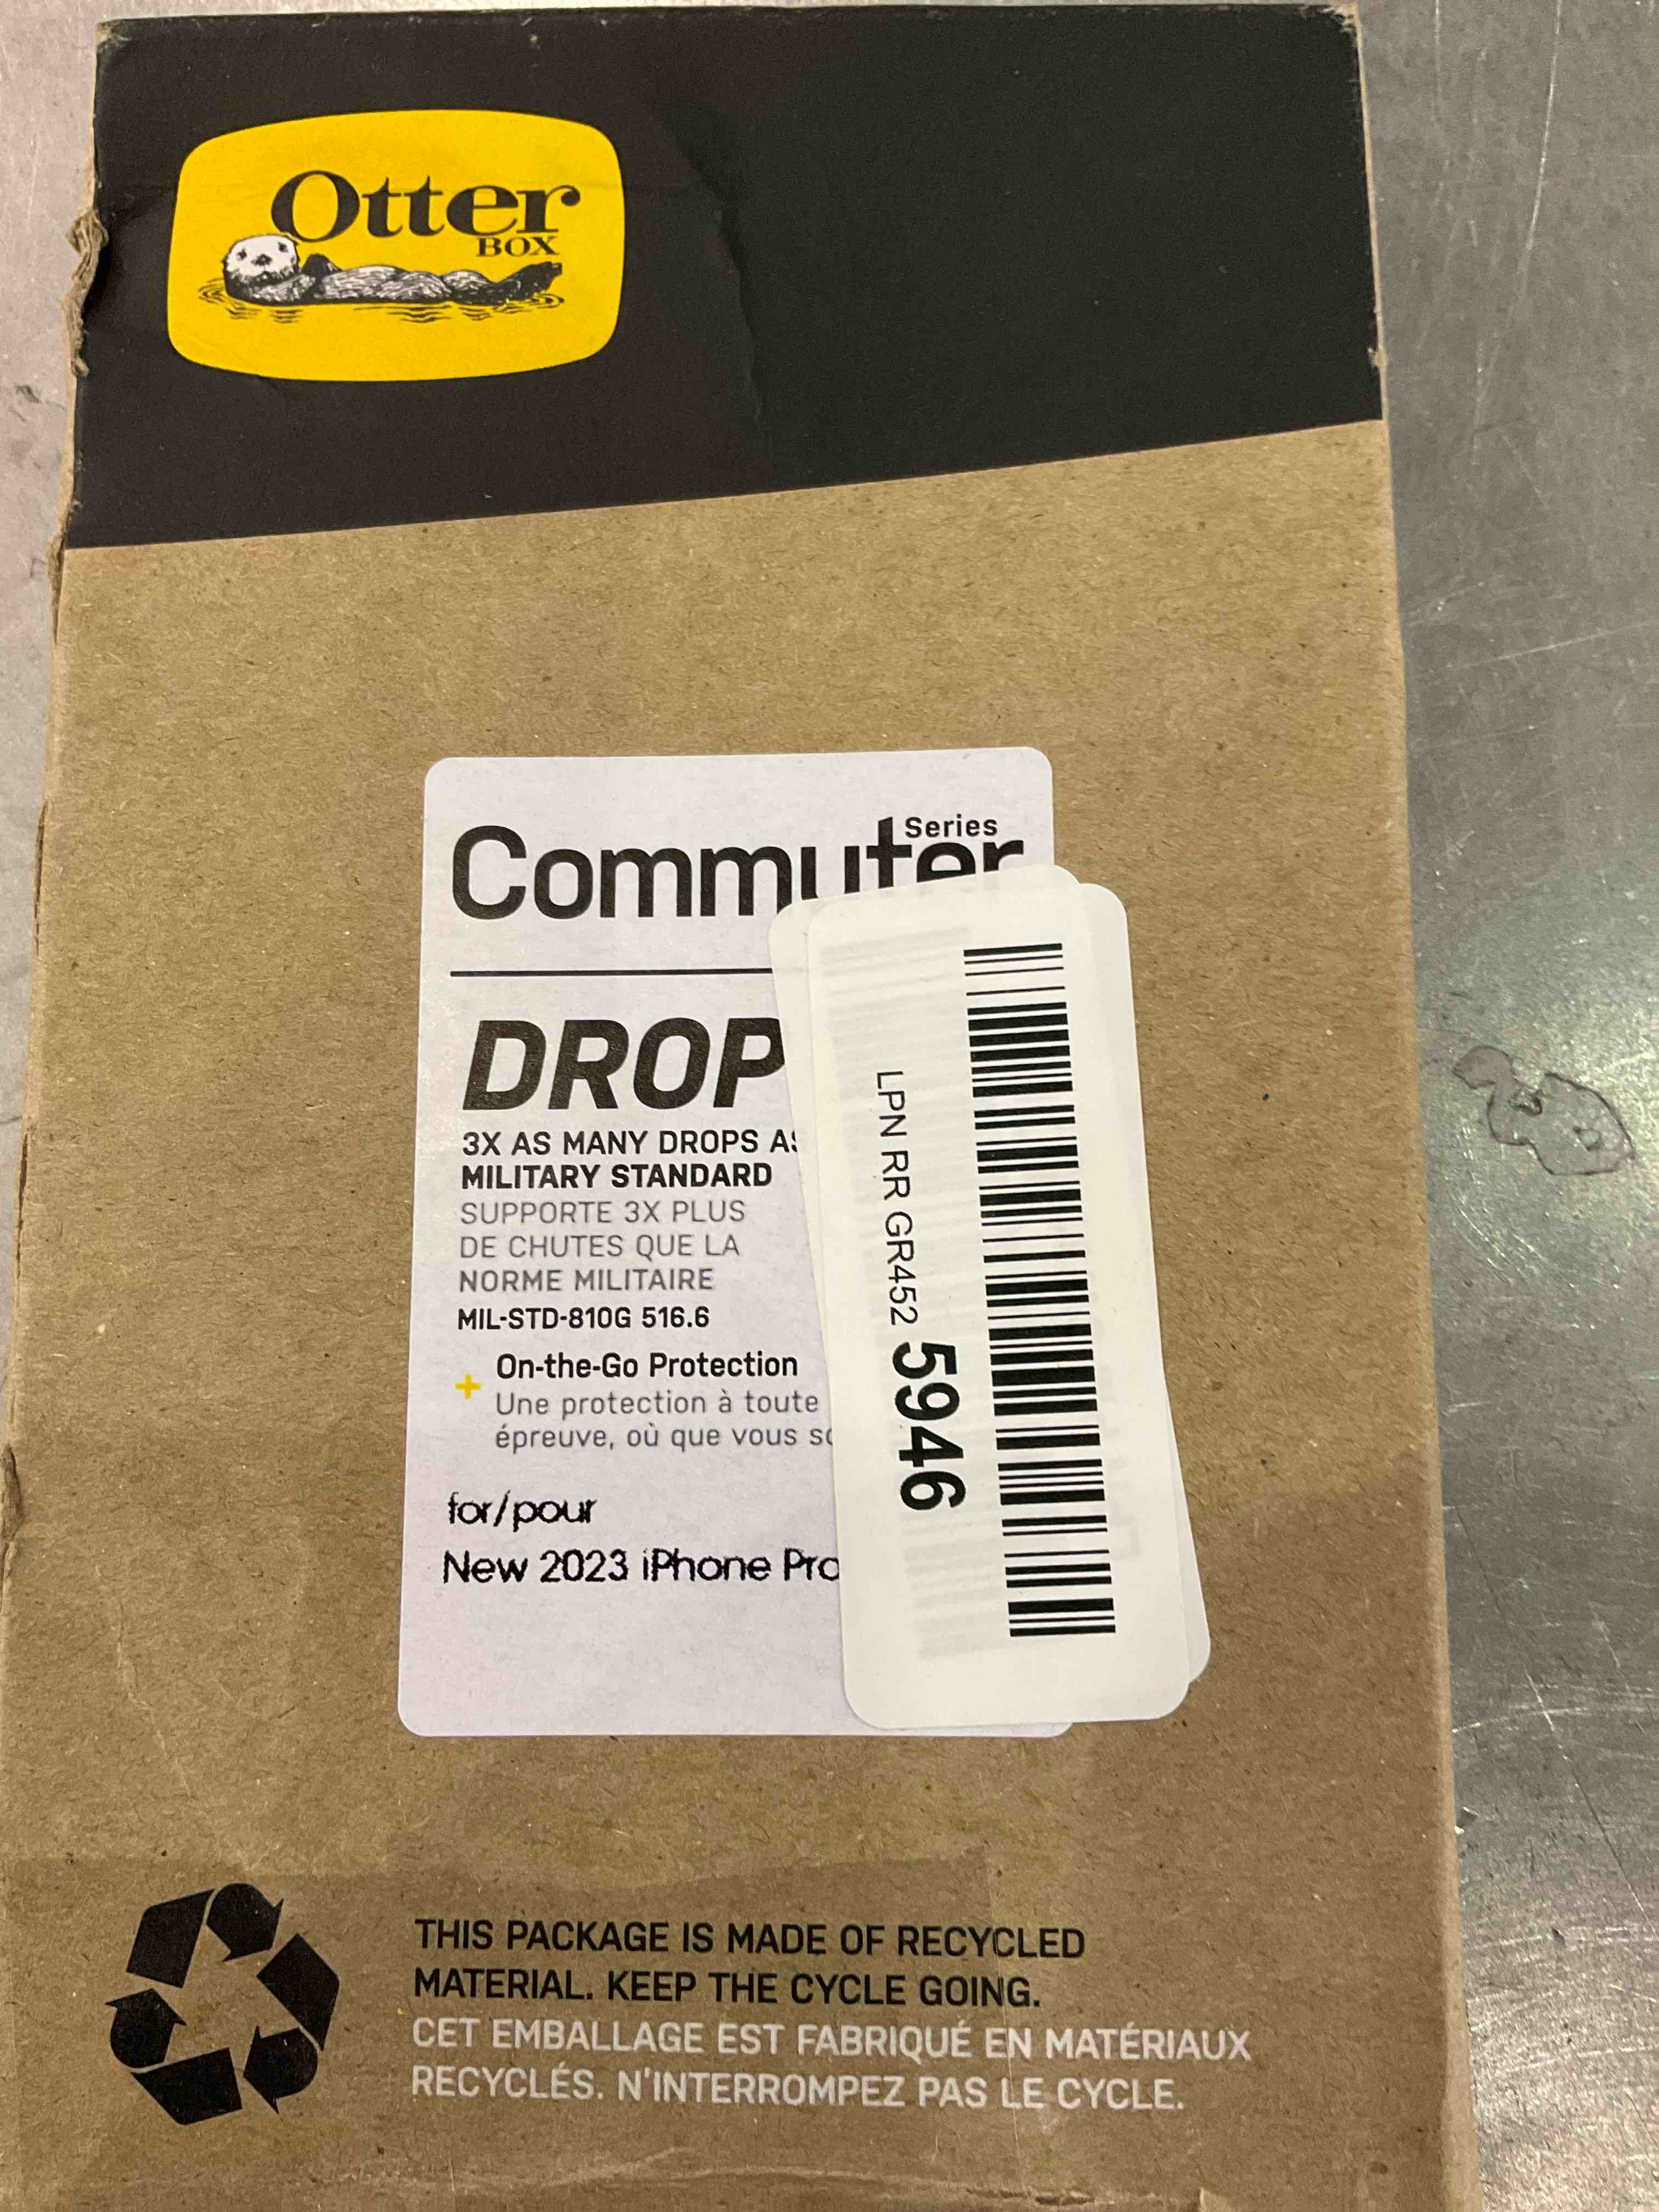 Otter
BOX
Series
Commuter
DROP
3X AS MANY DROPS AS
MILITARY STANDARD
SUPPORTE 3X PLUS
DE CHUTES QUE LA
NORME MILITAIRE
MIL-STD-810G 516.6
+ On-the-Go Protection
Une protection à toute
épreuve, où que vous
for/pour
New 2023 iPhone Pro
LPN RR GR452 5946
THIS PACKAGE IS MADE OF RECYCLED
MATERIAL. KEEP THE CYCLE GOING.
CET EMBALLAGE EST FABRIQUÉ EN MATÉRIAUX
RECYCLÉS. N'INTERROMPEZ PAS LE CYCLE.